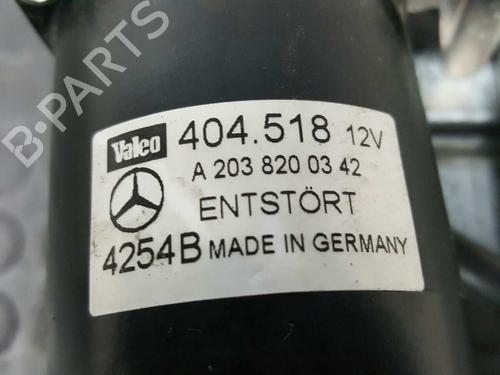 B-PARTS
Valeo 404.518 12V
A 203 820 03 42
ENTSTÖRT
4254B MADE IN GERMANY